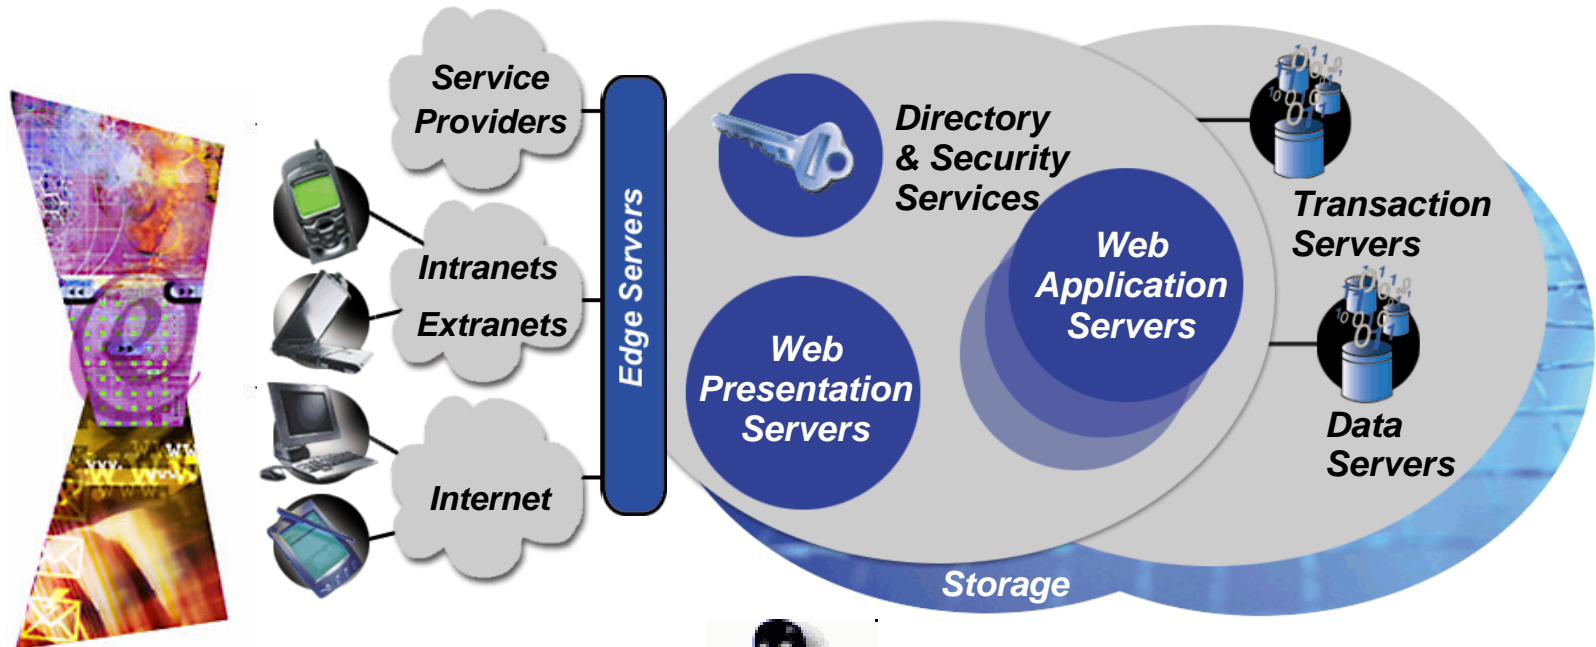 Service
Providers
Intranets
Extranets
Internet
Edge Servers
Directory
& Security
Services
Web
Presentation
Servers
Web
Application
Servers
Transaction
Servers
Data
Servers
Storage